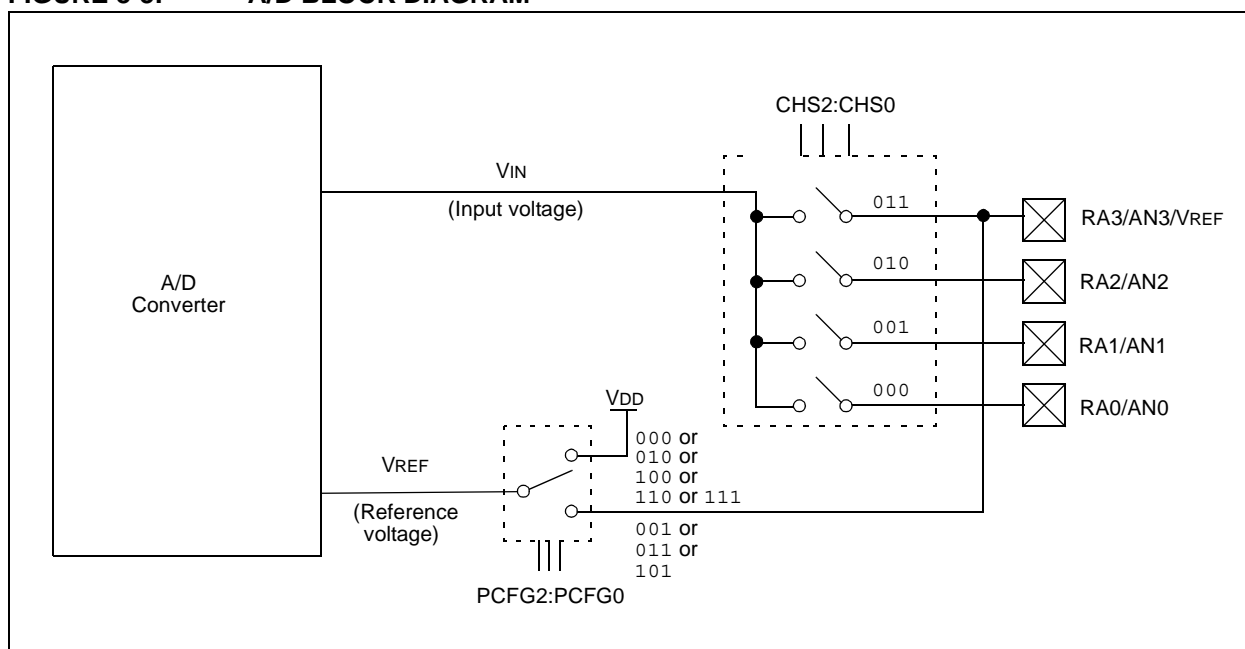 CHS2:CHS0
VIN
(Input voltage)
011
RA3/AN3/VREF
010
RA2/AN2
A/D
Converter
001
RA1/AN1
000
RA0/AN0
VDD
000 or
010 or
100 or
110 or 111
VREF
(Reference
voltage)
001 or
011 or
101
PCFG2:PCFG0